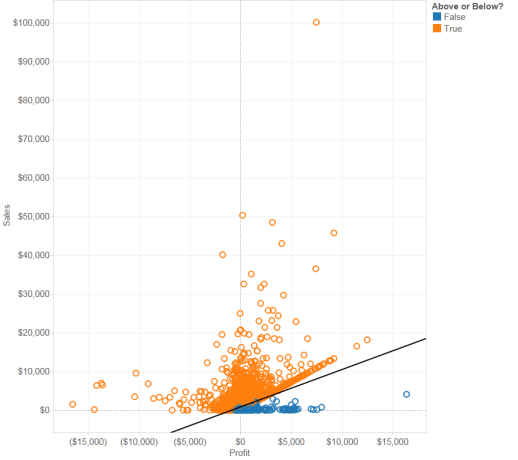 Above or Below?
False
True
$100,000
$90,000
$80,000
$70,000
$60,000
$50,000
$40,000
$30,000
$20,000
$10,000
$0
Sales
($15,000) ($10,000) ($5,000) $0 $5,000 $10,000 $15,000
Profit